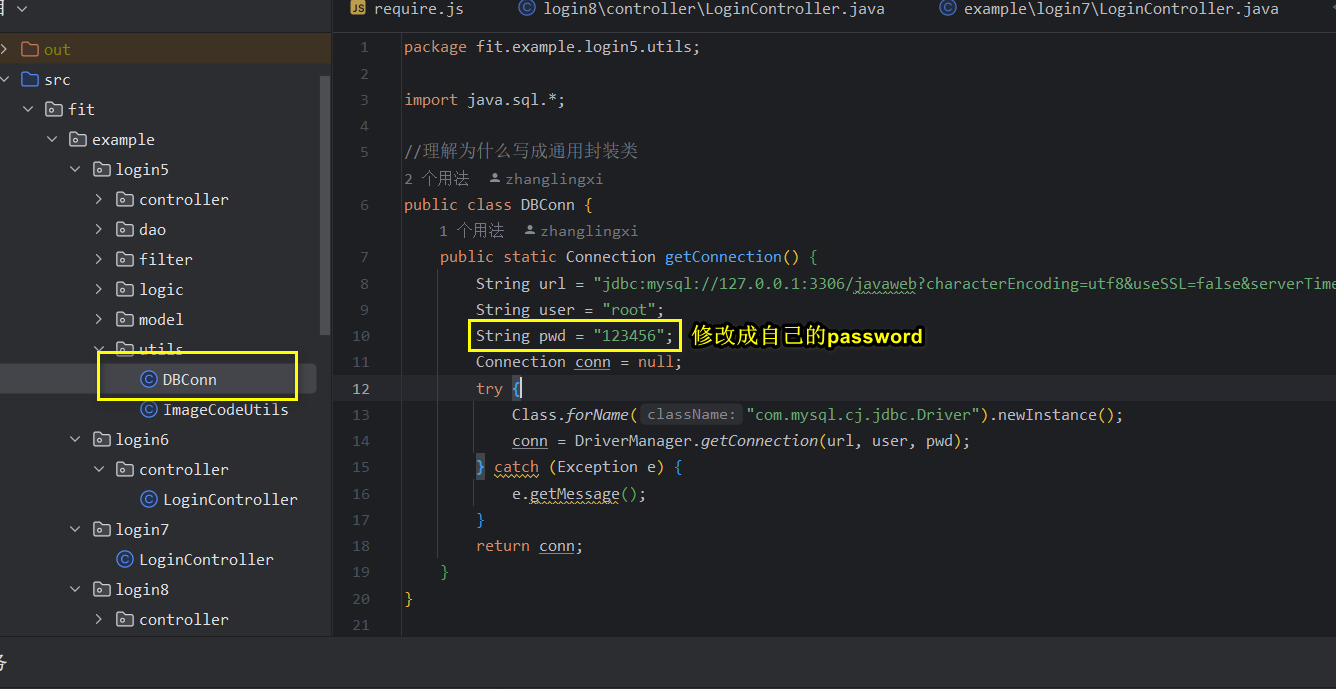 require.js
login8\controller\LoginController.java
example\login7\LoginController.java
out
src
fit
example
login5
controller
dao
filter
logic
model
utils
DBConn
ImageCodeUtils
login6
controller
LoginController
login7
LoginController
login8
controller
1 package fit.example.login5.utils;
2
3 import java.sql.*;
4
5 //理解为什么写成通用封装类
2 个用法 zhanglingxi
6 public class DBConn {
1 个用法 zhanglingxi
7 public static Connection getConnection() {
8 String url = "jdbc:mysql://127.0.0.1:3306/javaweb?characterEncoding=utf8&useSSL=false&serverTime
9 String user = "root";
10 String pwd = "123456"; 修改成自己的password
11 Connection conn = null;
12 try {
13 Class.forName( className: "com.mysql.cj.jdbc.Driver").newInstance();
14 conn = DriverManager.getConnection(url, user, pwd);
15 } catch (Exception e) {
16 e.getMessage();
17 }
18 return conn;
19 }
20 }
21